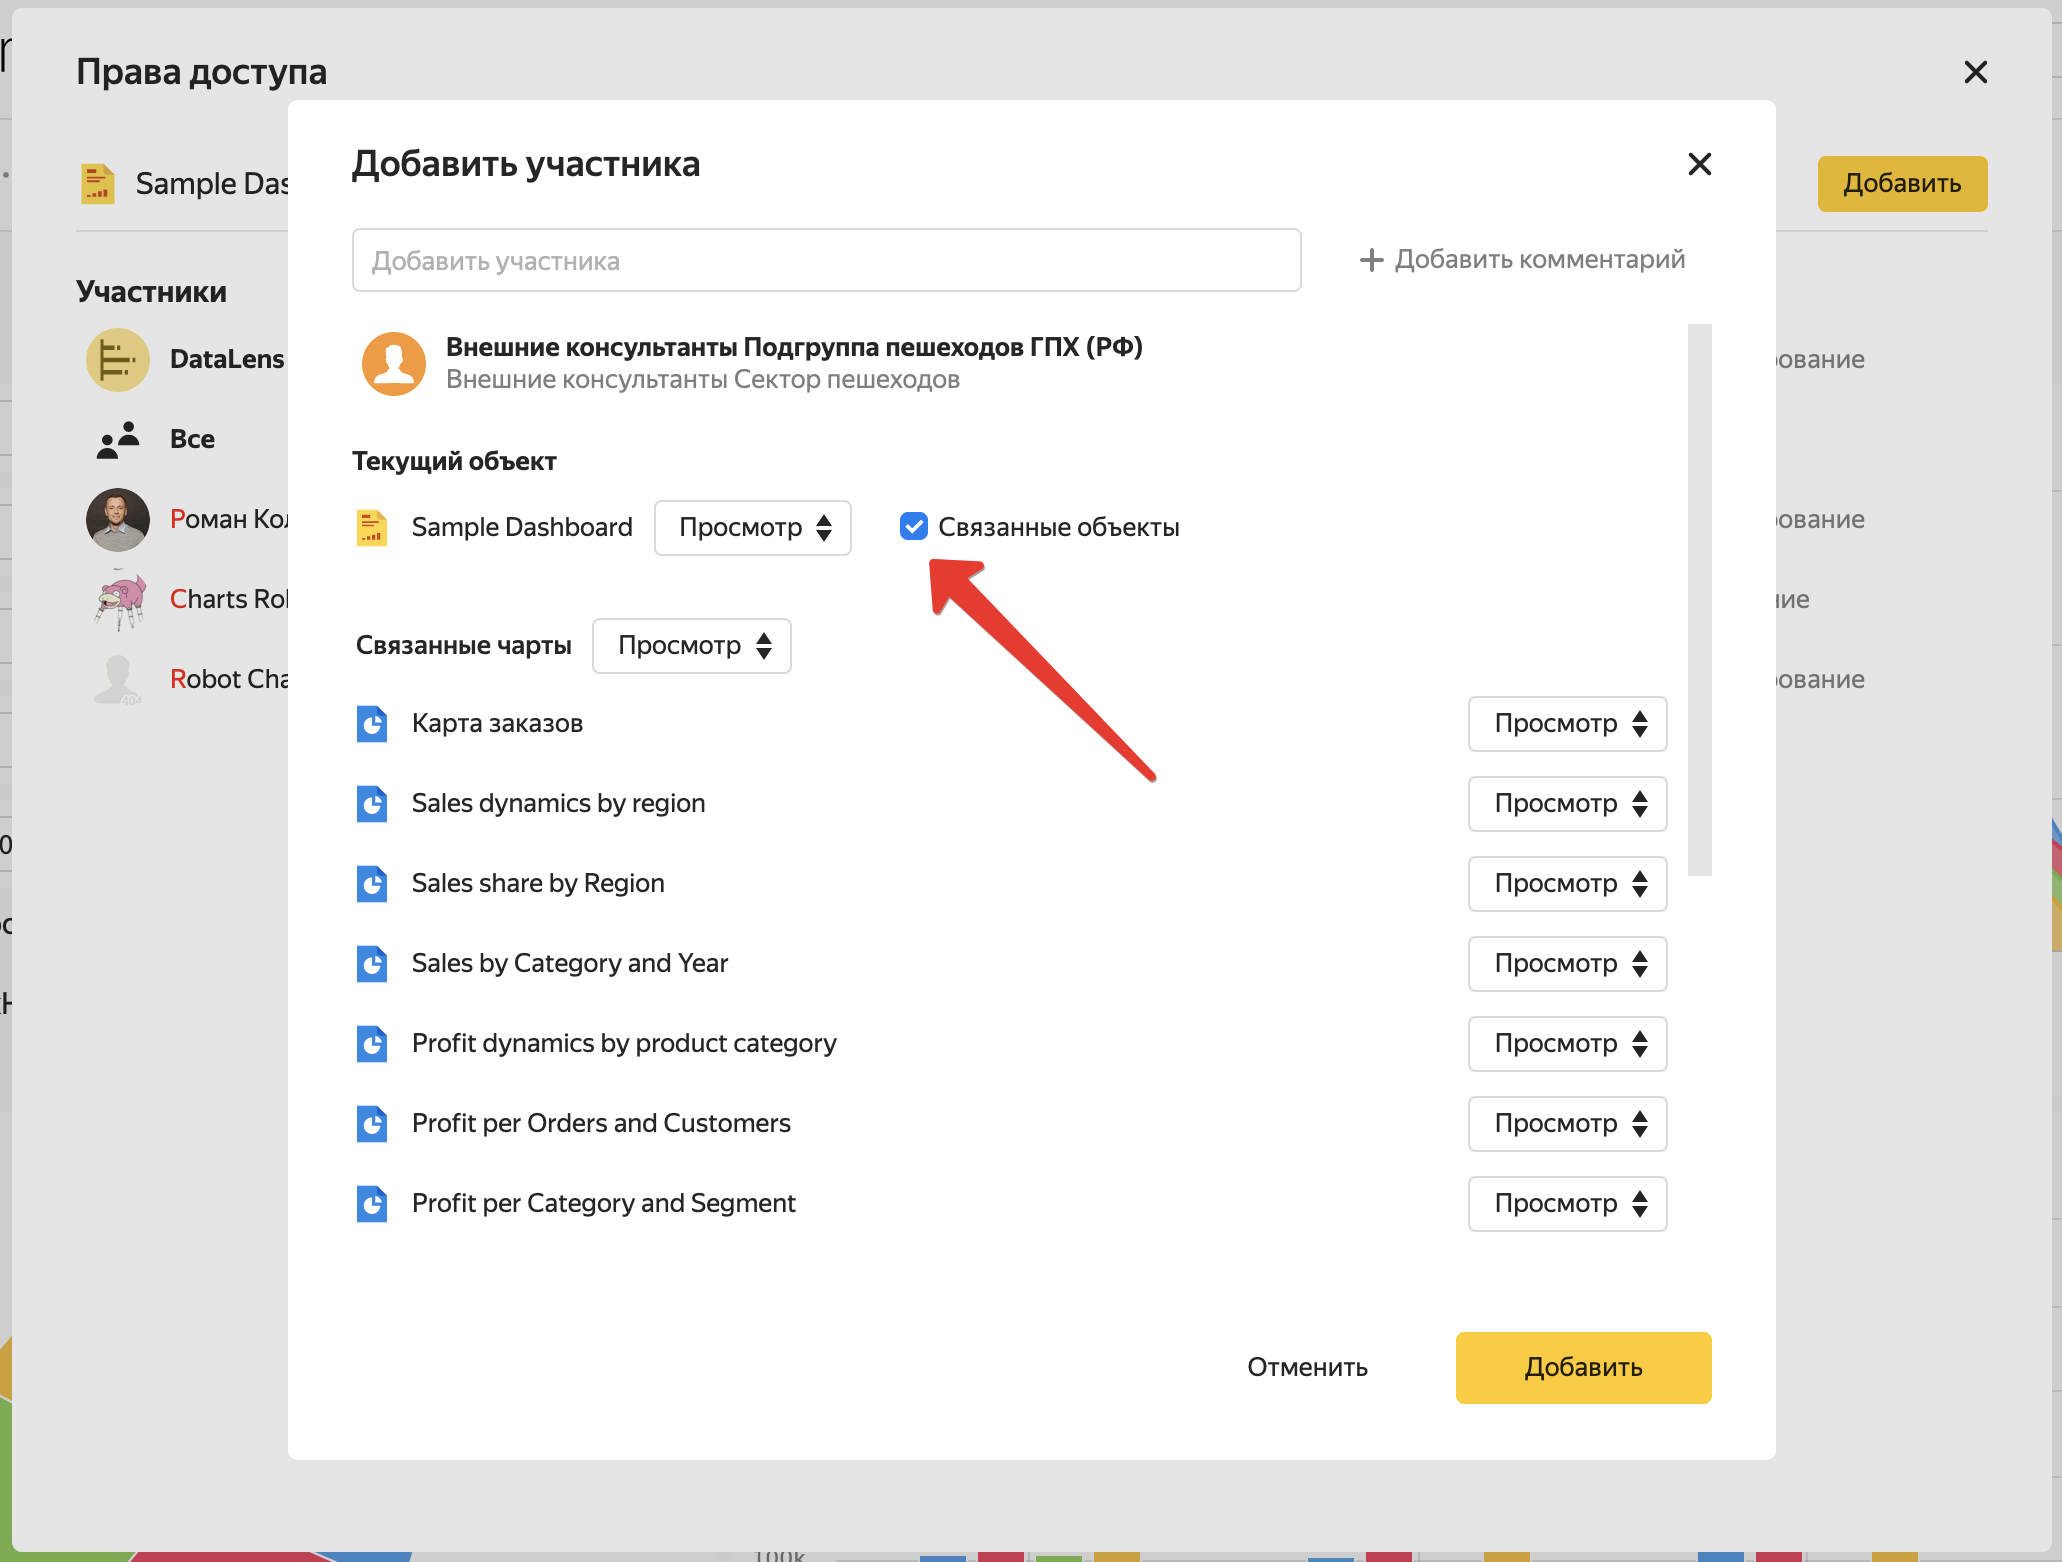 Права доступа
Добавить участника
Sample Das
Добавить
Добавить участника
+ Добавить комментарий
Участники
Внешние консультанты Подгруппа пешеходов ГПХ (РФ)
Внешние консультанты Сектор пешеходов
DataLens
ование
Все
Текущий объект
Роман Кол
ование
Sample Dashboard
Просмотр
Связанные объекты
Charts Rob
ние
Связанные чарты
Просмотр
Robot Cha
ование
Карта заказов
Просмотр
Sales dynamics by region
Просмотр
Sales share by Region
Просмотр
Sales by Category and Year
Просмотр
Profit dynamics by product category
Просмотр
Profit per Orders and Customers
Просмотр
Profit per Category and Segment
Просмотр
Отменить
Добавить
100k